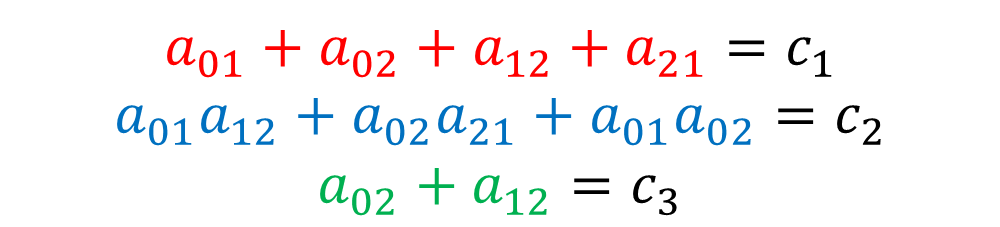 a₀₁ + a₀₂ + a₁₂ + a₂₁ = c₁
a₀₁a₁₂ + a₀₂a₂₁ + a₀₁a₀₂ = c₂
a₀₂ + a₁₂ = c₃